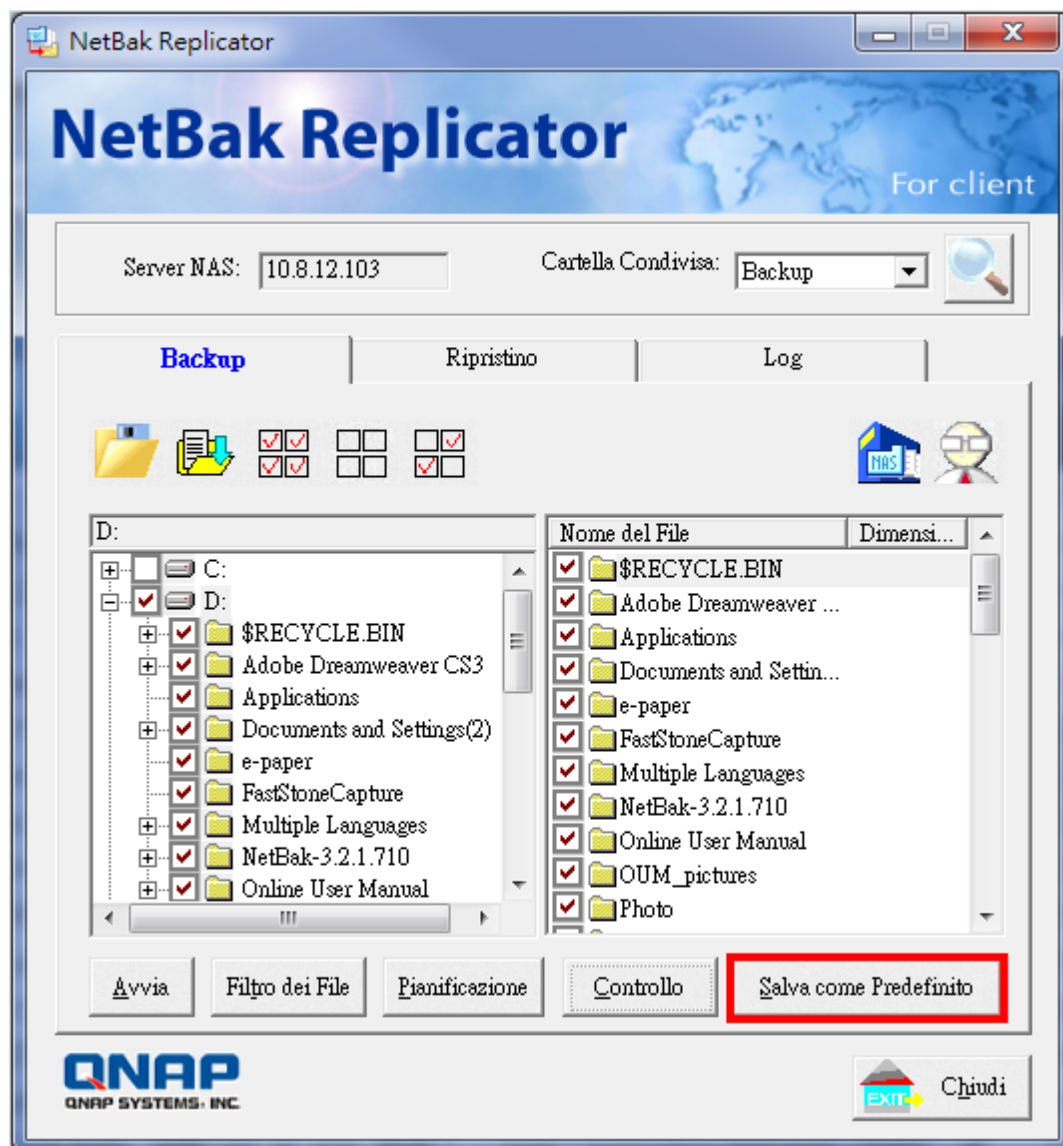 NetBak Replicator
NetBak Replicator
For client
Server NAS: 10.8.12.103 Cartella Condivisa: Backup
Backup Ripristino Log
NAS
D:
C:
D:
$RECYCLE.BIN
Adobe Dreamweaver CS3
Applications
Documents and Settings(2)
e-paper
FastStoneCapture
Multiple Languages
NetBak-3.2.1.710
Online User Manual
Nome del File Dimensi...
$RECYCLE.BIN
Adobe Dreamweaver ...
Applications
Documents and Settin...
e-paper
FastStoneCapture
Multiple Languages
NetBak-3.2.1.710
Online User Manual
OUM_pictures
Photo
Avvia Filtro dei File Pianificazione Controllo Salva come Predefinito
QNAP
QNAP SYSTEMS, INC.
EXIT Chiudi